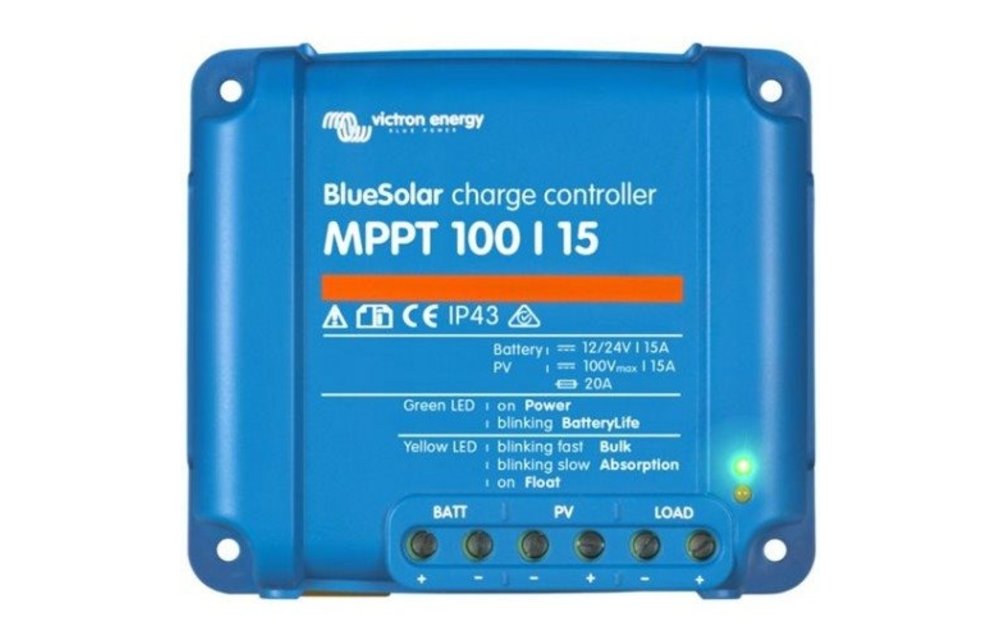 victron energy
BLUE POWER
BlueSolar charge controller
MPPT 100 | 15
CE IP43
Battery 12/24V | 15A
PV 100Vmax | 15A
20A
Green LED on Power
blinking BatteryLife
Yellow LED blinking fast Bulk
blinking slow Absorption
on Float
BATT PV LOAD
+ - - + - +